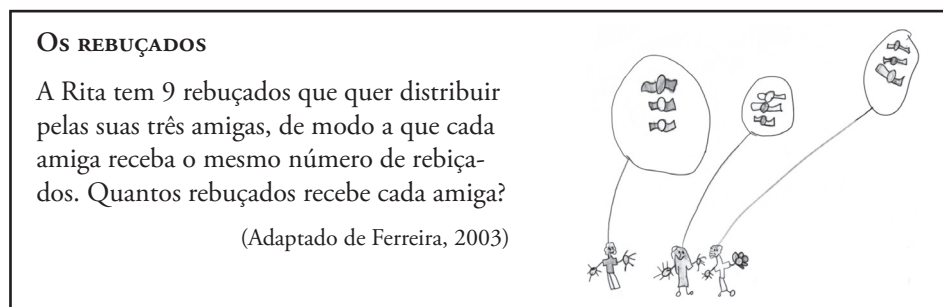 Os rebuçados
A Rita tem 9 rebuçados que quer distribuir
pelas suas três amigas, de modo a que cada
amiga receba o mesmo número de rebiça-
dos. Quantos rebuçados recebe cada amiga?
(Adaptado de Ferreira, 2003)